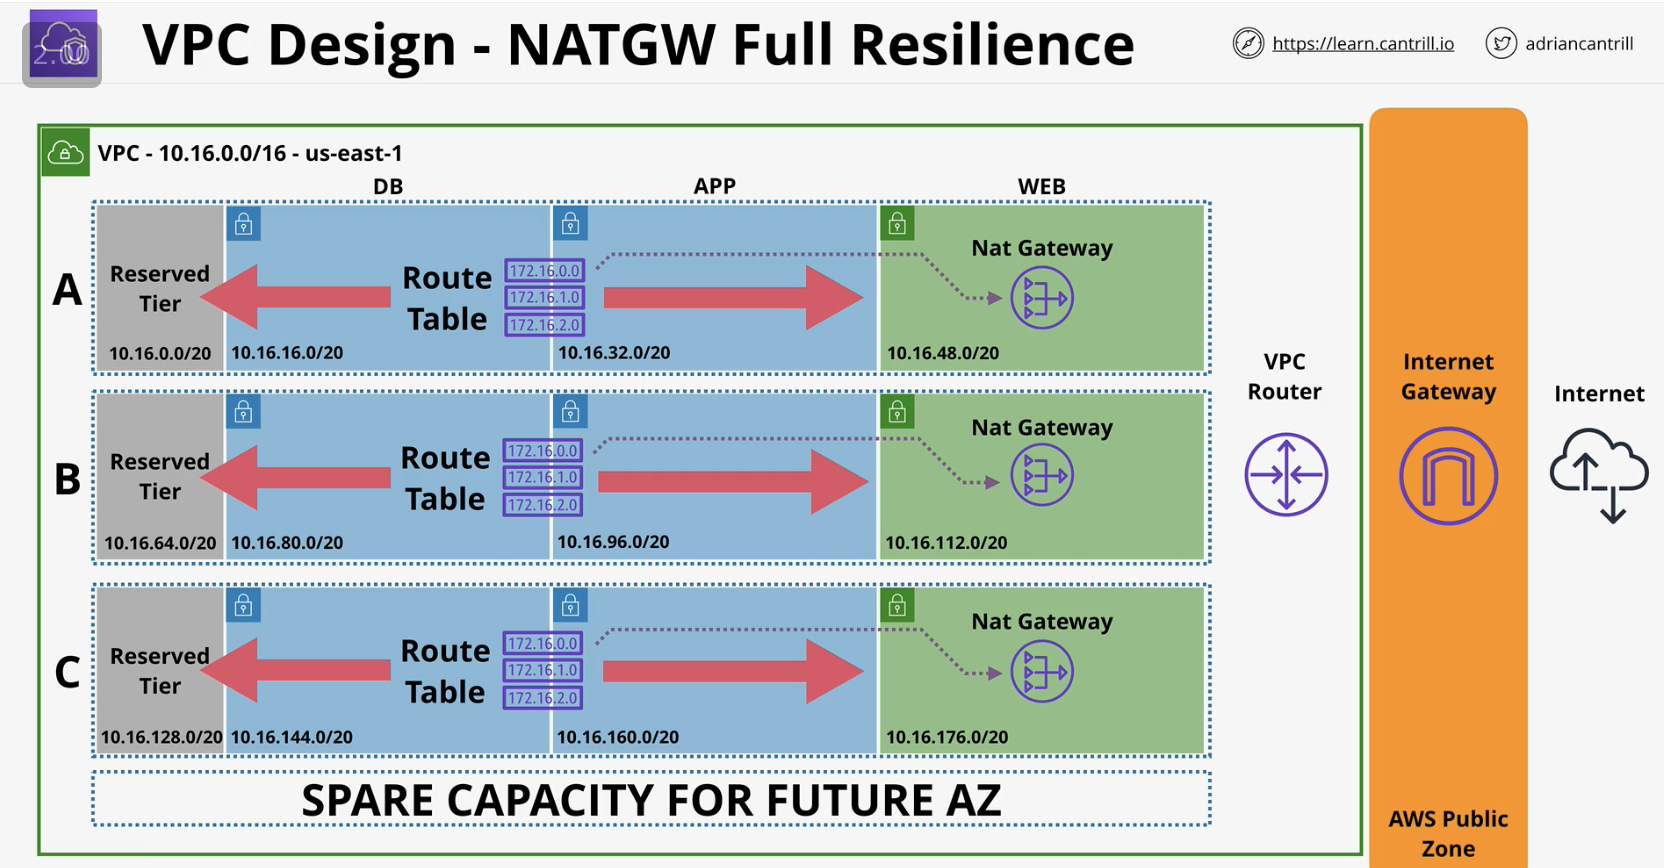 2.00
VPC Design - NATGW Full Resilience
https://learn.cantrill.io
adriancantrill
VPC - 10.16.0.0/16 - us-east-1
DB
APP
WEB
A
Reserved
Tier
10.16.0.0/20
Route
Table
172.16.0.0
172.16.1.0
172.16.2.0
10.16.16.0/20
10.16.32.0/20
Nat Gateway
10.16.48.0/20
B
Reserved
Tier
10.16.64.0/20
Route
Table
172.16.0.0
172.16.1.0
172.16.2.0
10.16.80.0/20
10.16.96.0/20
Nat Gateway
10.16.112.0/20
C
Reserved
Tier
10.16.128.0/20
Route
Table
172.16.0.0
172.16.1.0
172.16.2.0
10.16.144.0/20
10.16.160.0/20
Nat Gateway
10.16.176.0/20
SPARE CAPACITY FOR FUTURE AZ
VPC
Router
Internet
Gateway
Internet
AWS Public
Zone